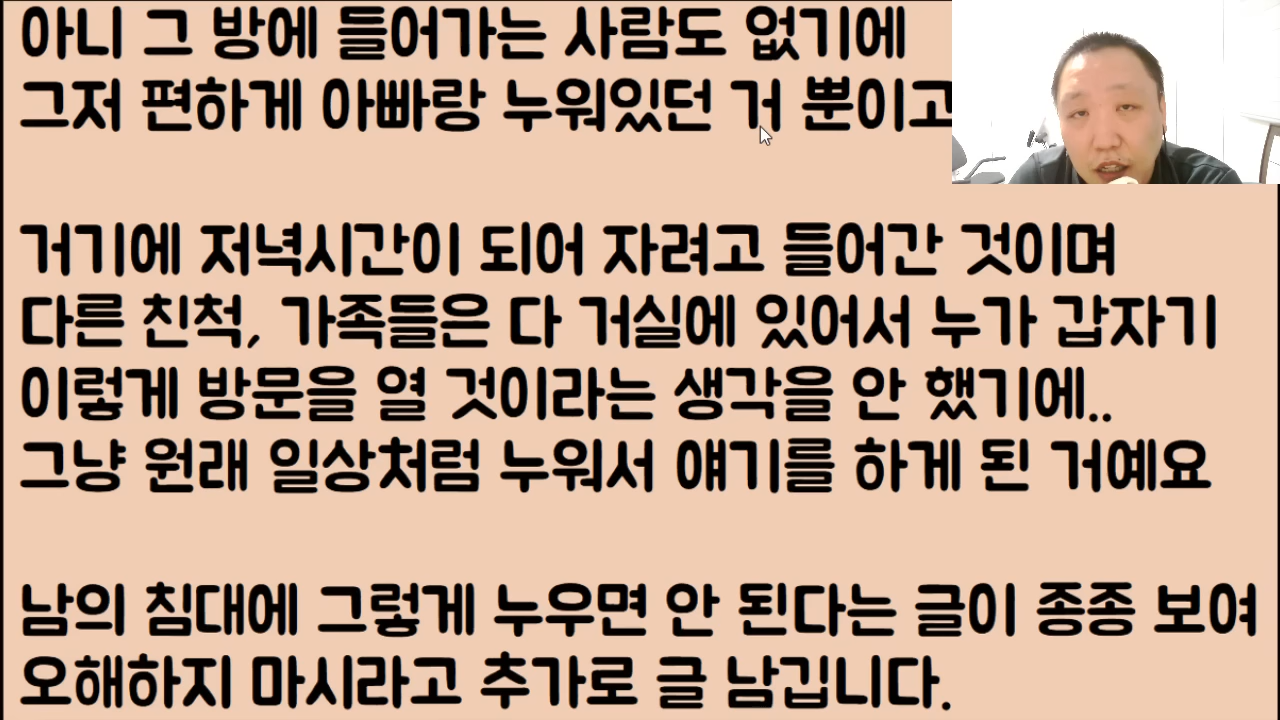 아니 그 방에 들어가는 사람도 없기에
그저 편하게 아빠랑 누워있던 거 뿐이고
거기에 저녁시간이 되어 자려고 들어간 것이며
다른 친척, 가족들은 다 거실에 있어서 누가 갑자기
이렇게 방문을 열 것이라는 생각을 안 했기에..
그냥 원래 일상처럼 누워서 얘기를 하게 된 거예요
남의 침대에 그렇게 누우면 안 된다는 글이 종종 보여
오해하지 마시라고 추가로 글 남깁니다.